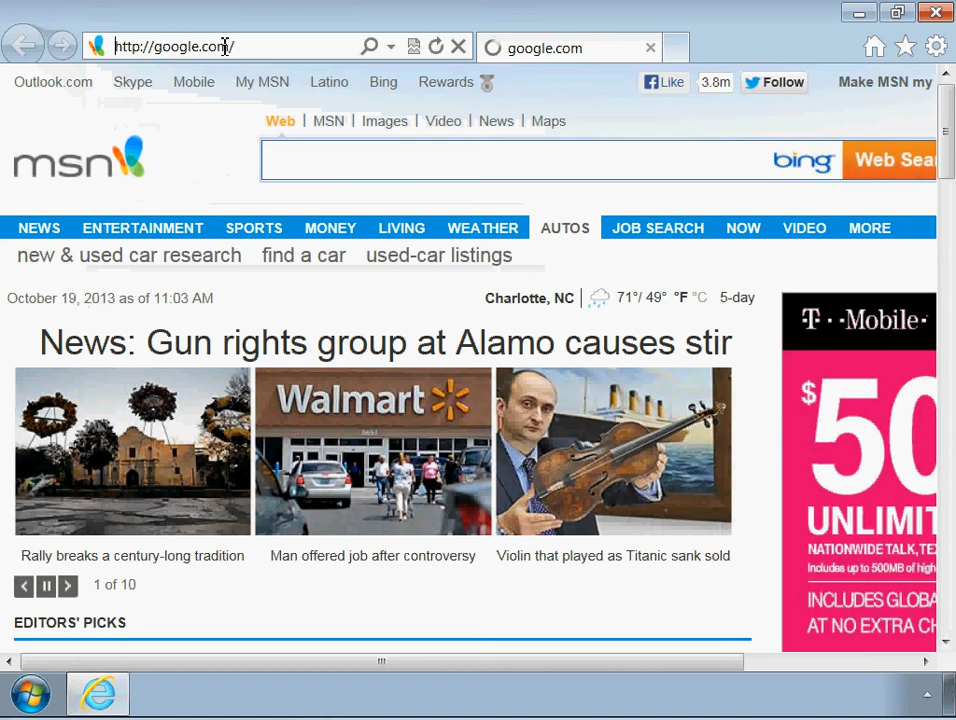 http://google.com/
google.com
Outlook.com Skype Mobile My MSN Latino Bing Rewards Like 3.8m Follow Make MSN my
Web | MSN | Images | Video | News | Maps
msn bing Web Sea
NEWS ENTERTAINMENT SPORTS MONEY LIVING WEATHER AUTOS JOB SEARCH NOW VIDEO MORE
new & used car research find a car used-car listings
October 19, 2013 as of 11:03 AM Charlotte, NC 71°/ 49° °F °C 5-day
News: Gun rights group at Alamo causes stir
Walmart
Rally breaks a century-long tradition
Man offered job after controversy
Violin that played as Titanic sank sold
1 of 10
EDITORS' PICKS
T··Mobile·
$50
UNLIMIT
NATIONWIDE TALK, TE
Includes up to 500MB of high
INCLUDES GLOBA
AT NO EXTRA CH